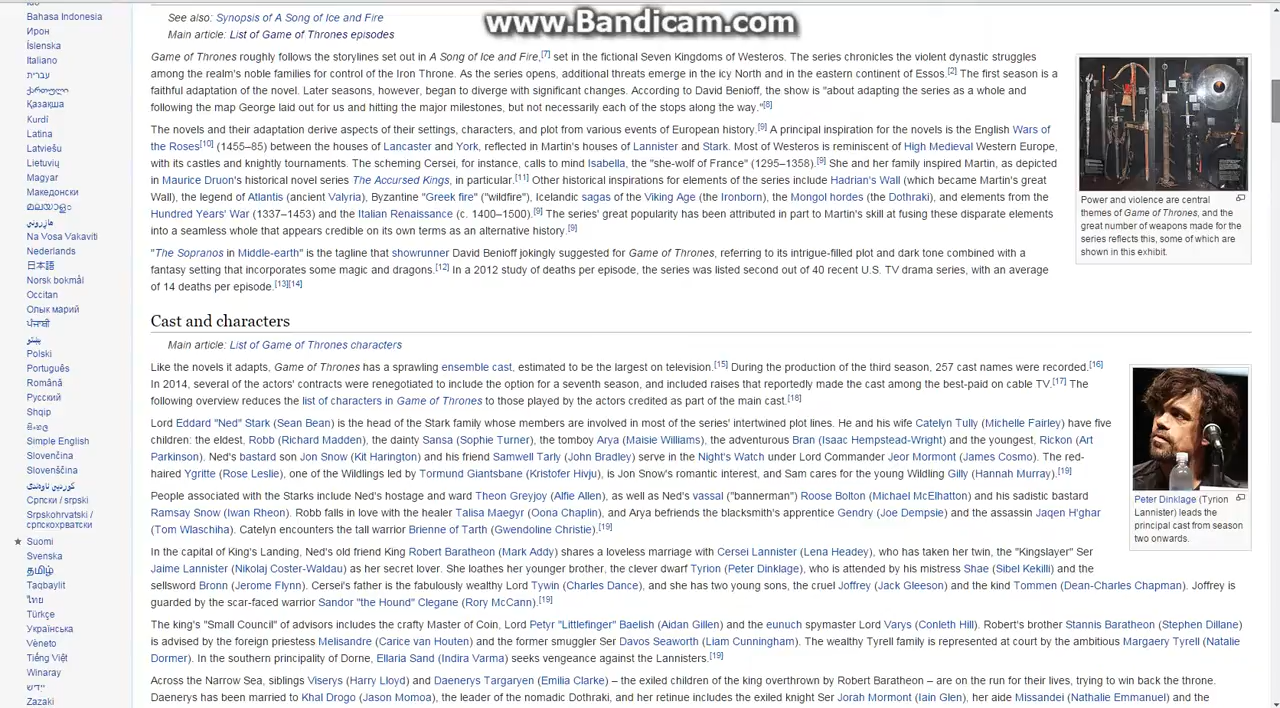 www.Bandicam.com
Bahasa Indonesia
Ирон
Íslenska
Italiano
עברית
ქართული
Қазақша
Kurdî
Latina
Latviešu
Lietuvių
Magyar
Македонски
മലയാളം
مازِرونی
Na Vosa Vakaviti
Nederlands
日本語
Norsk bokmål
Occitan
Олык марий
ਪੰਜਾਬੀ
پښتو
Polski
Português
Română
Русский
Shqip
සිංහල
Simple English
Slovenčina
Slovenščina
کوردیی ناوەندی
Српски / srpski
Srpskohrvatski /
српскохрватски
Suomi
Svenska
தமிழ்
Taqbaylit
ไทย
Türkçe
Українська
Vèneto
Tiếng Việt
Winaray
ייִדיש
Zazaki
See also: Synopsis of A Song of Ice and Fire
Main article: List of Game of Thrones episodes
Game of Thrones roughly follows the storylines set out in A Song of Ice and Fire,[7] set in the fictional Seven Kingdoms of Westeros. The series chronicles the violent dynastic struggles
among the realm's noble families for control of the Iron Throne. As the series opens, additional threats emerge in the icy North and in the eastern continent of Essos.[2] The first season is a
faithful adaptation of the novel. Later seasons, however, began to diverge with significant changes. According to David Benioff, the show is "about adapting the series as a whole and
following the map George laid out for us and hitting the major milestones, but not necessarily each of the stops along the way."[8]
The novels and their adaptation derive aspects of their settings, characters, and plot from various events of European history.[9] A principal inspiration for the novels is the English Wars of
the Roses[10] (1455–85) between the houses of Lancaster and York, reflected in Martin's houses of Lannister and Stark. Most of Westeros is reminiscent of High Medieval Western Europe,
with its castles and knightly tournaments. The scheming Cersei, for instance, calls to mind Isabella, the "she-wolf of France" (1295–1358).[9] She and her family inspired Martin, as depicted
in Maurice Druon's historical novel series The Accursed Kings, in particular.[11] Other historical inspirations for elements of the series include Hadrian's Wall (which became Martin's great
Wall), the legend of Atlantis (ancient Valyria), Byzantine "Greek fire" ("wildfire"), Icelandic sagas of the Viking Age (the Ironborn), the Mongol hordes (the Dothraki), and elements from the
Hundred Years' War (1337–1453) and the Italian Renaissance (c. 1400–1500).[9] The series' great popularity has been attributed in part to Martin's skill at fusing these disparate elements
into a seamless whole that appears credible on its own terms as an alternative history.[9]
"The Sopranos in Middle-earth" is the tagline that showrunner David Benioff jokingly suggested for Game of Thrones, referring to its intrigue-filled plot and dark tone combined with a
fantasy setting that incorporates some magic and dragons.[12] In a 2012 study of deaths per episode, the series was listed second out of 40 recent U.S. TV drama series, with an average
of 14 deaths per episode.[13][14]
Power and violence are central
themes of Game of Thrones, and the
great number of weapons made for the
series reflects this, some of which are
shown in this exhibit.
Cast and characters
Main article: List of Game of Thrones characters
Like the novels it adapts, Game of Thrones has a sprawling ensemble cast, estimated to be the largest on television.[15] During the production of the third season, 257 cast names were recorded.[16]
In 2014, several of the actors' contracts were renegotiated to include the option for a seventh season, and included raises that reportedly made the cast among the best-paid on cable TV.[17] The
following overview reduces the list of characters in Game of Thrones to those played by the actors credited as part of the main cast.[18]
Lord Eddard "Ned" Stark (Sean Bean) is the head of the Stark family whose members are involved in most of the series' intertwined plot lines. He and his wife Catelyn Tully (Michelle Fairley) have five
children: the eldest, Robb (Richard Madden), the dainty Sansa (Sophie Turner), the tomboy Arya (Maisie Williams), the adventurous Bran (Isaac Hempstead-Wright) and the youngest, Rickon (Art
Parkinson). Ned's bastard son Jon Snow (Kit Harington) and his friend Samwell Tarly (John Bradley) serve in the Night's Watch under Lord Commander Jeor Mormont (James Cosmo). The red-
haired Ygritte (Rose Leslie), one of the Wildlings led by Tormund Giantsbane (Kristofer Hivju), is Jon Snow's romantic interest, and Sam cares for the young Wildling Gilly (Hannah Murray).[19]
People associated with the Starks include Ned's hostage and ward Theon Greyjoy (Alfie Allen), as well as Ned's vassal ("bannerman") Roose Bolton (Michael McElhatton) and his sadistic bastard
Ramsay Snow (Iwan Rheon). Robb falls in love with the healer Talisa Maegyr (Oona Chaplin), and Arya befriends the blacksmith's apprentice Gendry (Joe Dempsie) and the assassin Jaqen H'ghar
(Tom Wlaschiha). Catelyn encounters the tall warrior Brienne of Tarth (Gwendoline Christie).[19]
In the capital of King's Landing, Ned's old friend King Robert Baratheon (Mark Addy) shares a loveless marriage with Cersei Lannister (Lena Headey), who has taken her twin, the "Kingslayer" Ser
Jaime Lannister (Nikolaj Coster-Waldau) as her secret lover. She loathes her younger brother, the clever dwarf Tyrion (Peter Dinklage), who is attended by his mistress Shae (Sibel Kekilli) and the
sellsword Bronn (Jerome Flynn). Cersei's father is the fabulously wealthy Lord Tywin (Charles Dance), and she has two young sons, the cruel Joffrey (Jack Gleeson) and the kind Tommen (Dean-Charles Chapman). Joffrey is
guarded by the scar-faced warrior Sandor "the Hound" Clegane (Rory McCann).[19]
The king's "Small Council" of advisors includes the crafty Master of Coin, Lord Petyr "Littlefinger" Baelish (Aidan Gillen) and the eunuch spymaster Lord Varys (Conleth Hill). Robert's brother Stannis Baratheon (Stephen Dillane)
is advised by the foreign priestess Melisandre (Carice van Houten) and the former smuggler Ser Davos Seaworth (Liam Cunningham). The wealthy Tyrell family is represented at court by the ambitious Margaery Tyrell (Natalie
Dormer). In the southern principality of Dorne, Ellaria Sand (Indira Varma) seeks vengeance against the Lannisters.[19]
Across the Narrow Sea, siblings Viserys (Harry Lloyd) and Daenerys Targaryen (Emilia Clarke) – the exiled children of the king overthrown by Robert Baratheon – are on the run for their lives, trying to win back the throne.
Daenerys has been married to Khal Drogo (Jason Momoa), the leader of the nomadic Dothraki, and her retinue includes the exiled knight Ser Jorah Mormont (Iain Glen), her aide Missandei (Nathalie Emmanuel) and the
Peter Dinklage (Tyrion
Lannister) leads the
principal cast from season
two onwards.